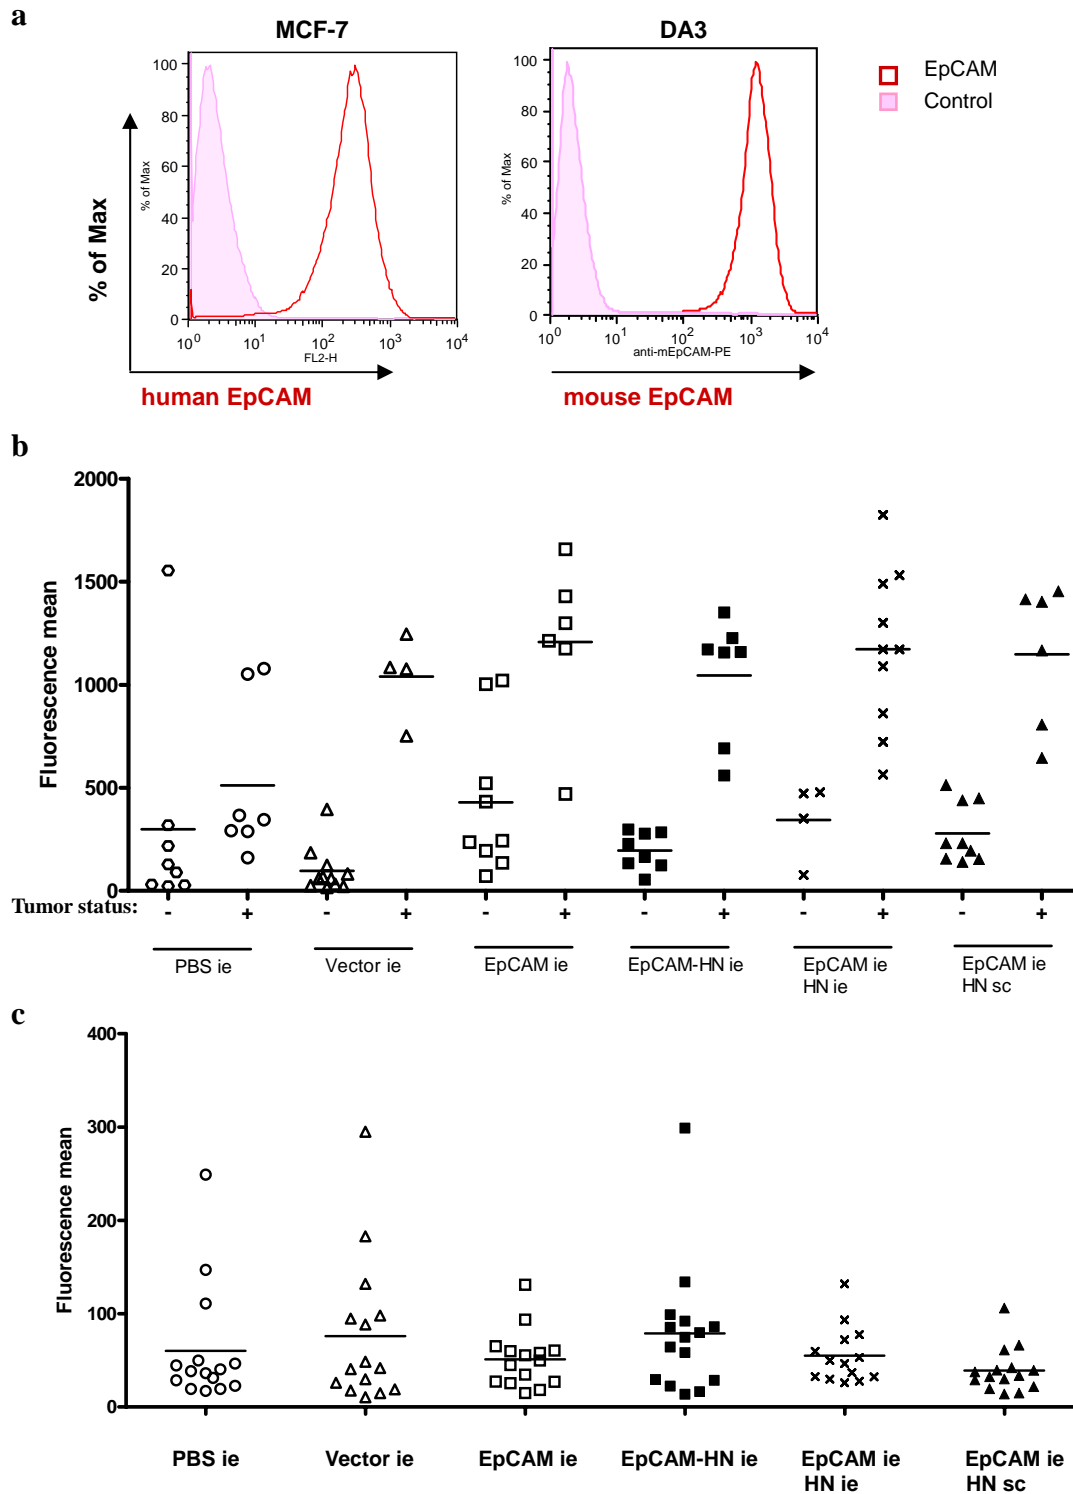 a
MCF-7
DA3
EpCAM
Control
% of Max
% of Max
100
80
60
40
20
0
10^0 10^1 10^2 10^3 10^4
FL2-H
human EpCAM
% of Max
100
80
60
40
20
0
10^0 10^1 10^2 10^3 10^4
anti-mEpCAM-PE
mouse EpCAM
b
Fluorescence mean
2000
1500
1000
500
0
Tumor status: - + - + - + - + - + - +
PBS ie Vector ie EpCAM ie EpCAM-HN ie EpCAM ie EpCAM ie
HN ie HN sc
c
Fluorescence mean
400
300
200
100
0
PBS ie Vector ie EpCAM ie EpCAM-HN ie EpCAM ie EpCAM ie
HN ie HN sc